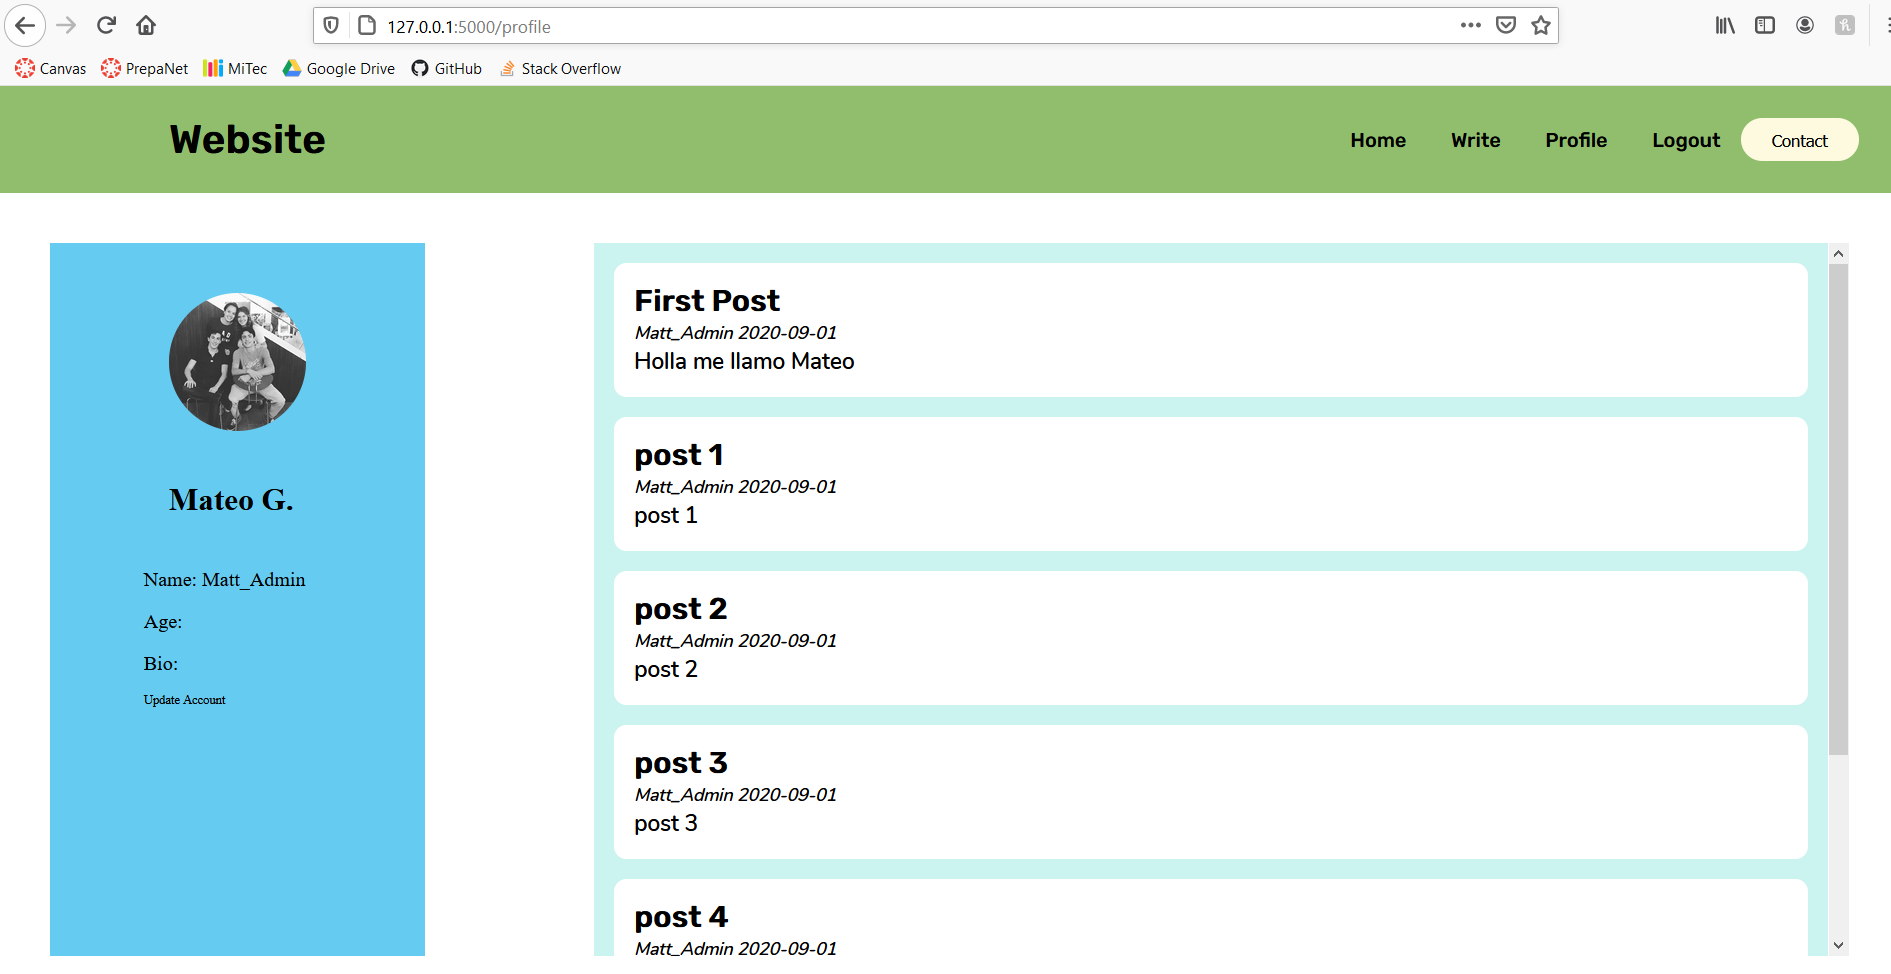 127.0.0.1:5000/profile
Canvas PrepaNet MiTec Google Drive GitHub Stack Overflow
Website Home Write Profile Logout Contact
Mateo G.
Name: Matt_Admin
Age:
Bio:
Update Account
First Post
Matt_Admin 2020-09-01
Holla me llamo Mateo
post 1
Matt_Admin 2020-09-01
post 1
post 2
Matt_Admin 2020-09-01
post 2
post 3
Matt_Admin 2020-09-01
post 3
post 4
Matt_Admin 2020-09-01